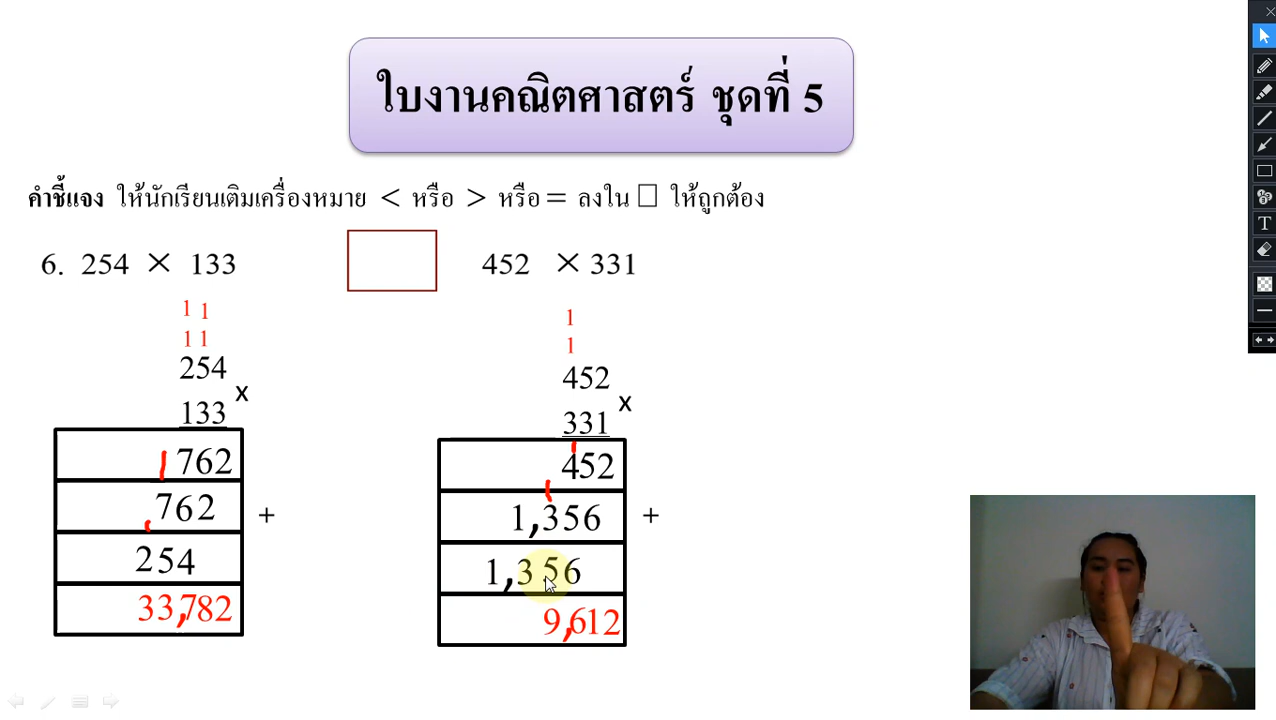 ใบงานคณิตศาสตร์ ชุดที่ 5
คำชี้แจง ให้นักเรียนเติมเครื่องหมาย < หรือ > หรือ = ลงใน □ ให้ถูกต้อง
6. 254 × 133 452 × 331
1 1
1 1
254
133 x
1 762
762 +
254
33,782
1
1
452
331 x
452
1,356 +
1,356
9,612